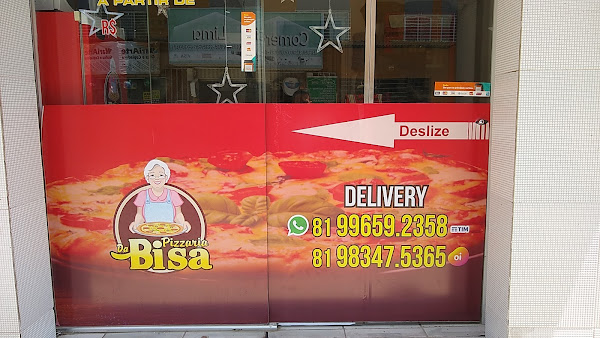 A PARTIR DE
R$
Deslize
DELIVERY
81 99659.2358 TIM
81 98347.5365 oi
Pizzaria
Da Bisa